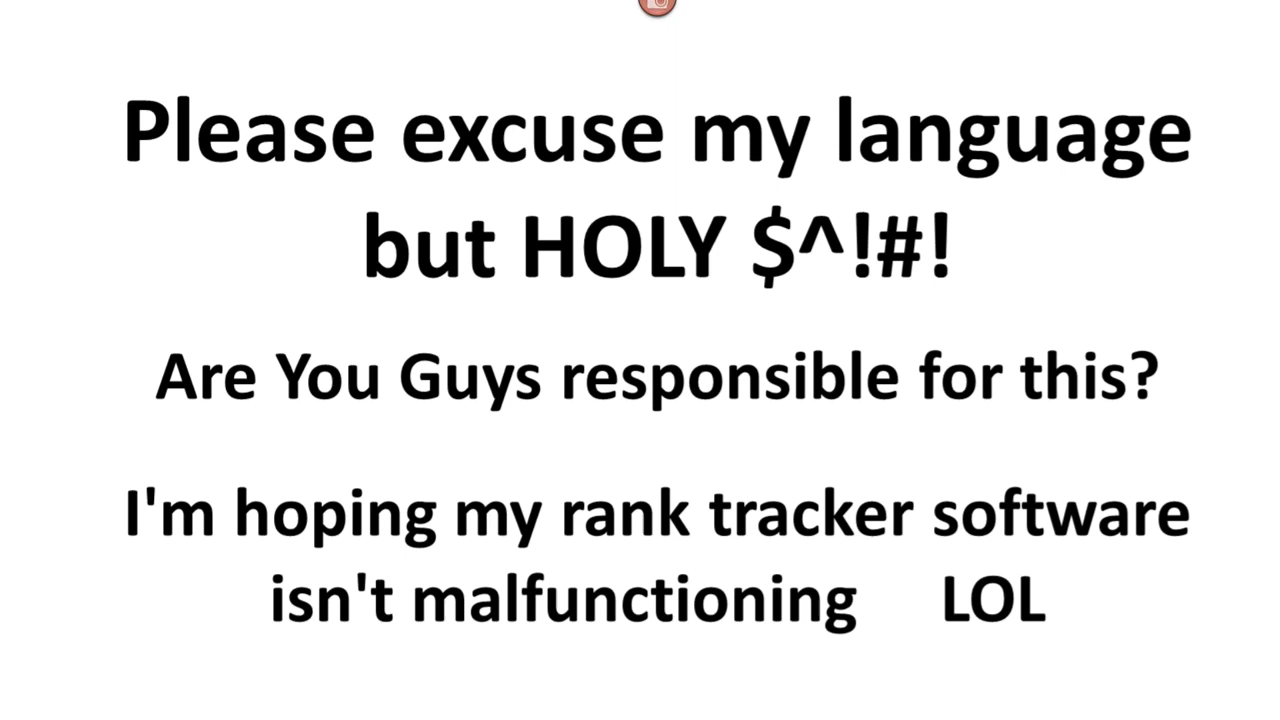 Please excuse my language
but HOLY $^!#!
Are You Guys responsible for this?
I'm hoping my rank tracker software
isn't malfunctioning LOL